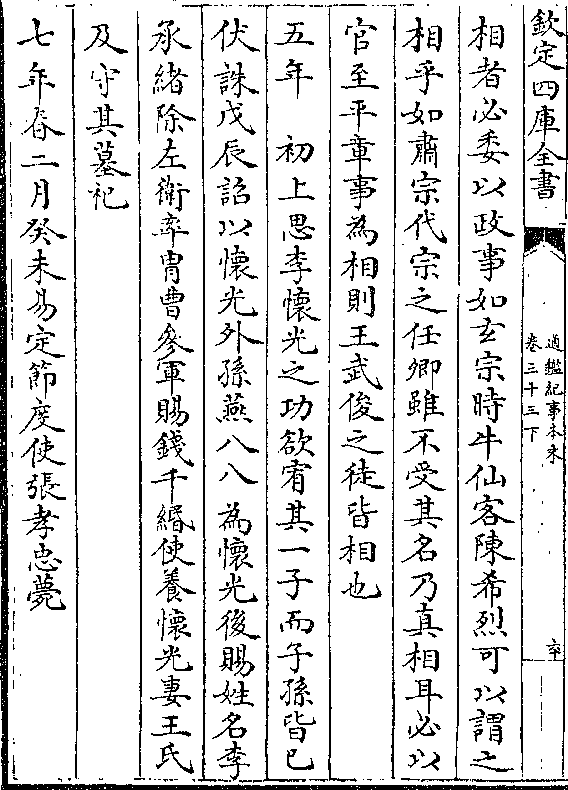 欽定四庫全書
通鑑紀事本末
卷三十三下
相者必委以政事如玄宗時牛仙客陳希烈可以謂之
相乎如肅宗代宗之任卿雖不受其名乃真相耳必以
官至平章事為相則王武俊之徒皆相也
五年　初上思李懷光之功欲宥其一子而子孫皆已
伏誅戊辰詔以懷光外孫燕八八為懷光後賜姓名李
承緒除左衛率胄曹參軍賜錢千緡使養懷光妻王氏
及守其墓祀
七年春二月癸未易定節度使張孝忠薨